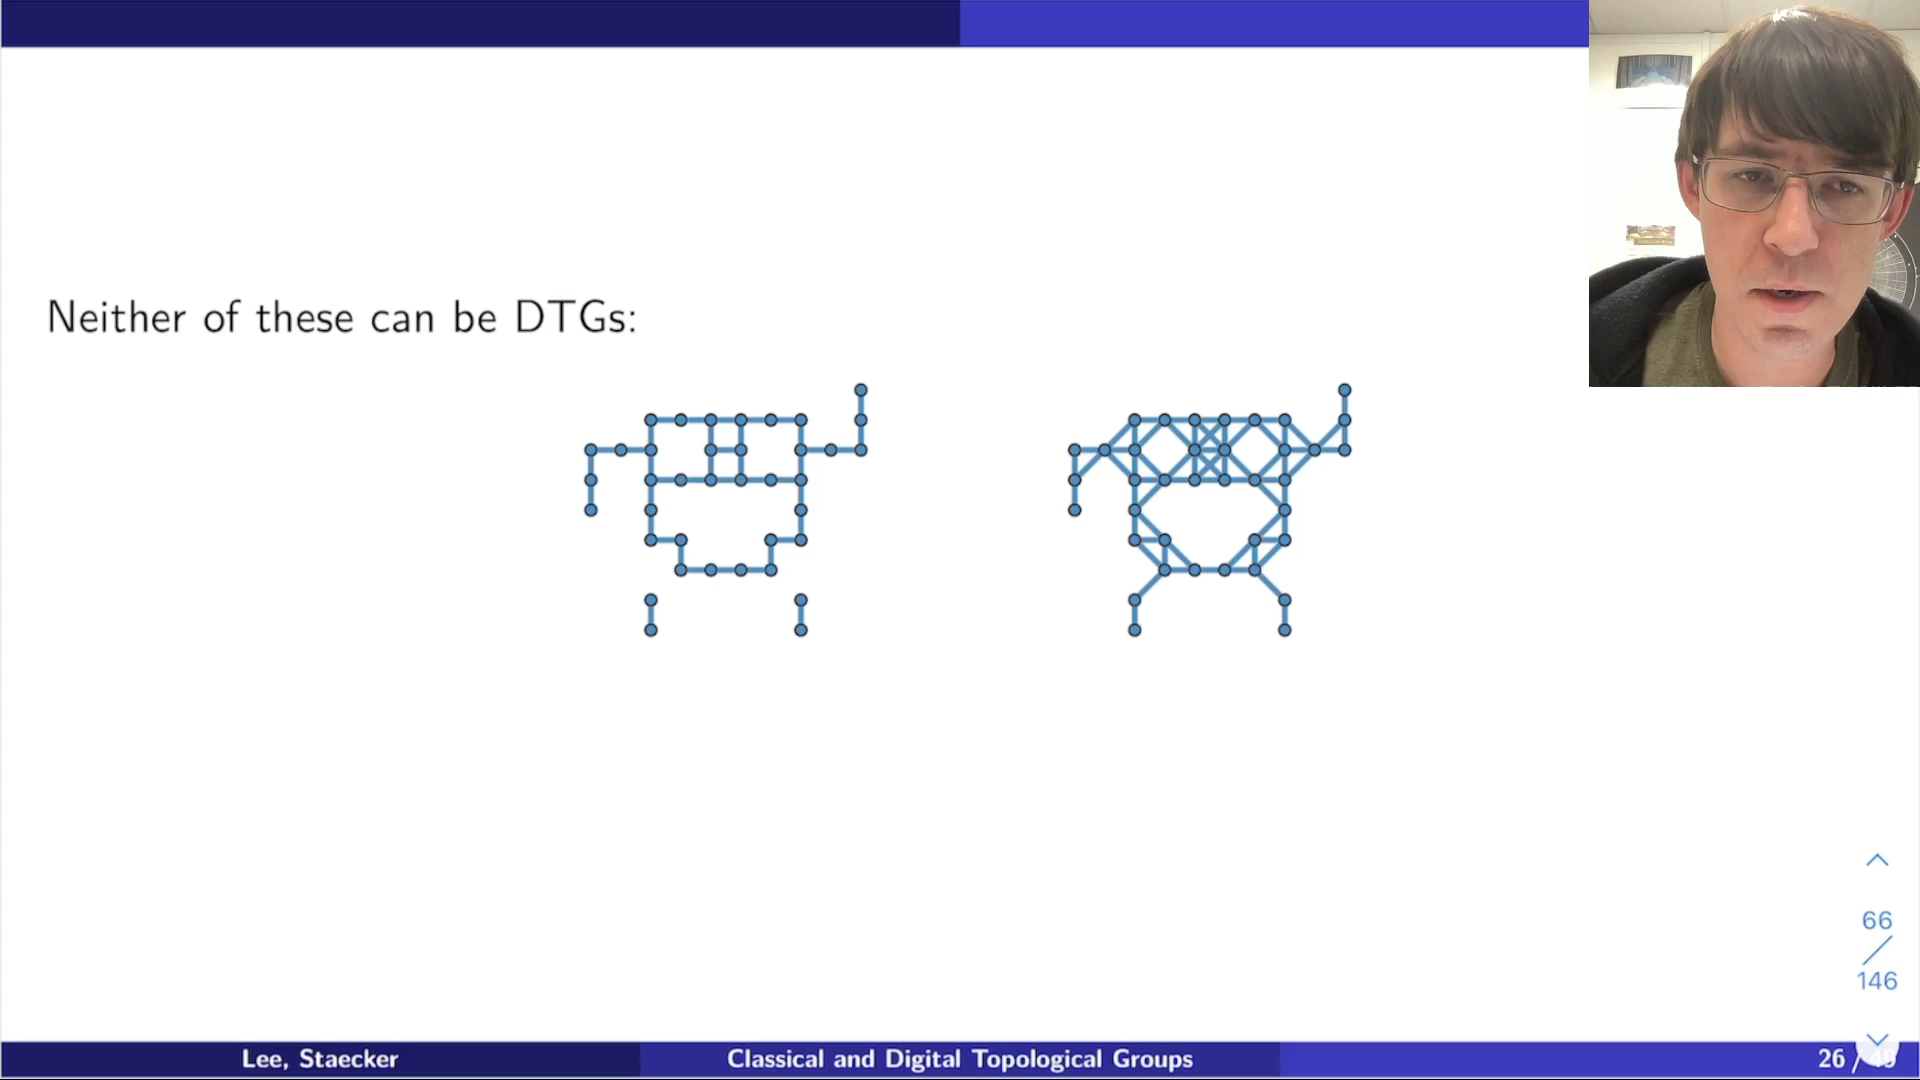 Neither of these can be DTGs:
66
146
Lee, Staecker
Classical and Digital Topological Groups
26 /